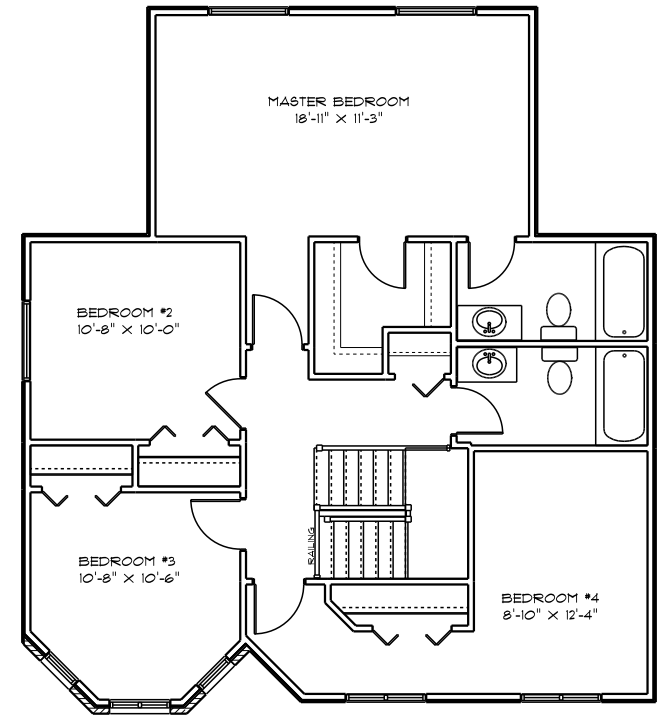 MASTER BEDROOM
18'-11" X 11'-3"
BEDROOM #2
10'-8" X 10'-0"
RAILING
BEDROOM #3
10'-8" X 10'-6"
BEDROOM #4
8'-10" X 12'-4"